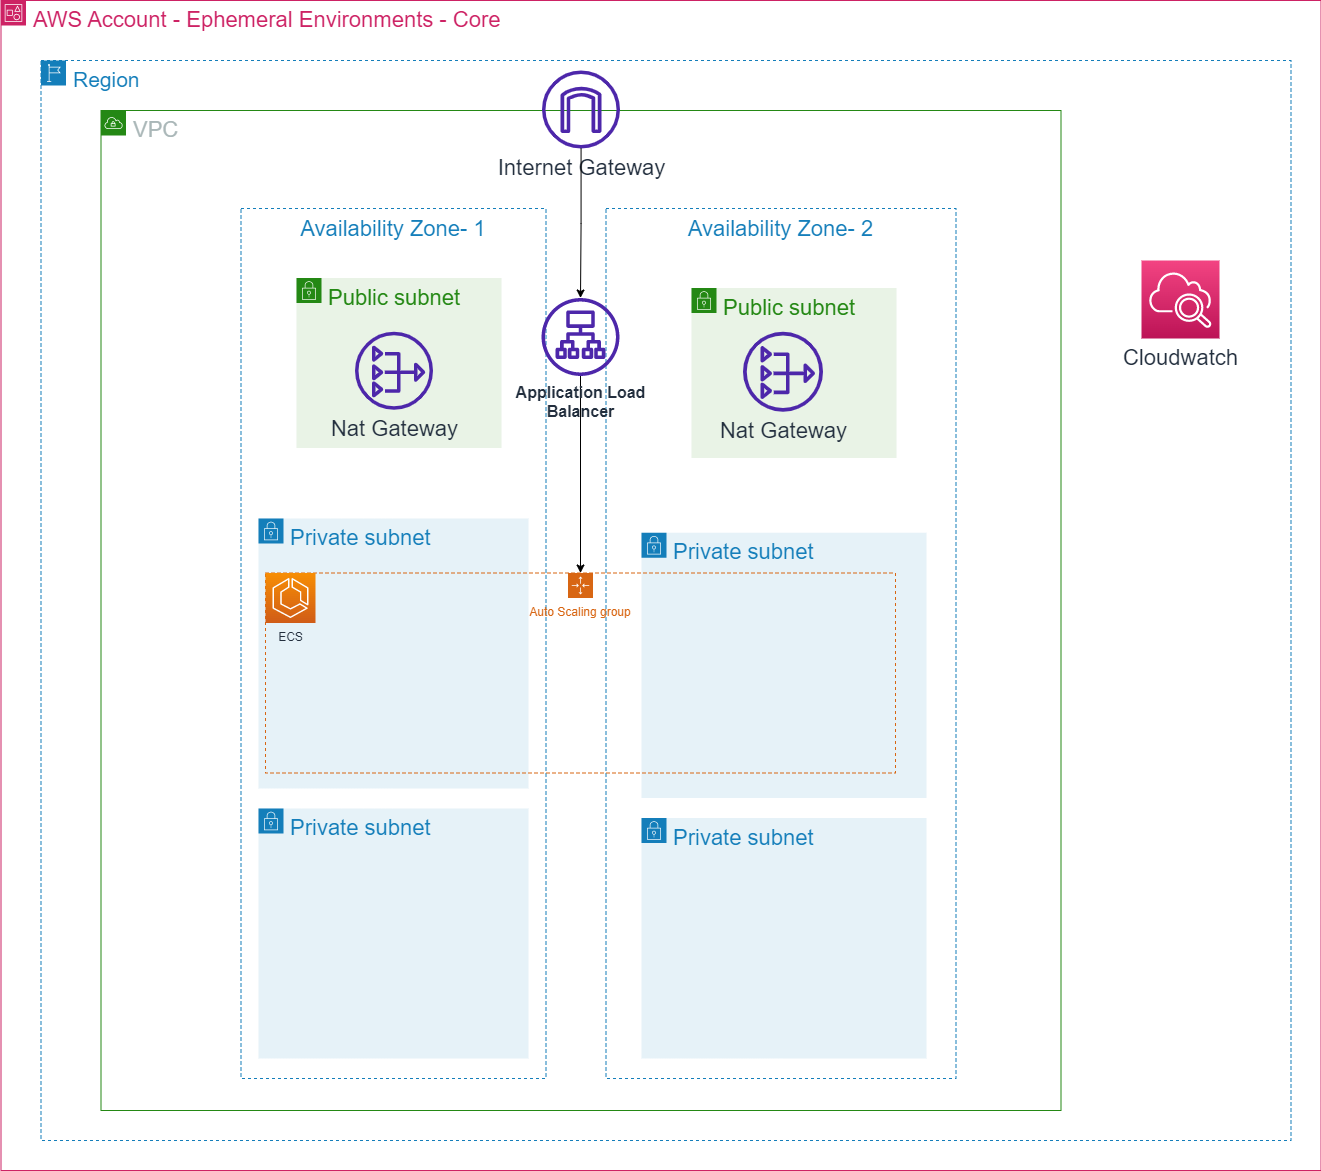 AWS Account - Ephemeral Environments - Core
Region
VPC
Internet Gateway
Availability Zone- 1
Availability Zone- 2
Public subnet
Public subnet
Nat Gateway
Nat Gateway
Application Load
Balancer
Cloudwatch
Private subnet
Private subnet
Auto Scaling group
ECS
Private subnet
Private subnet